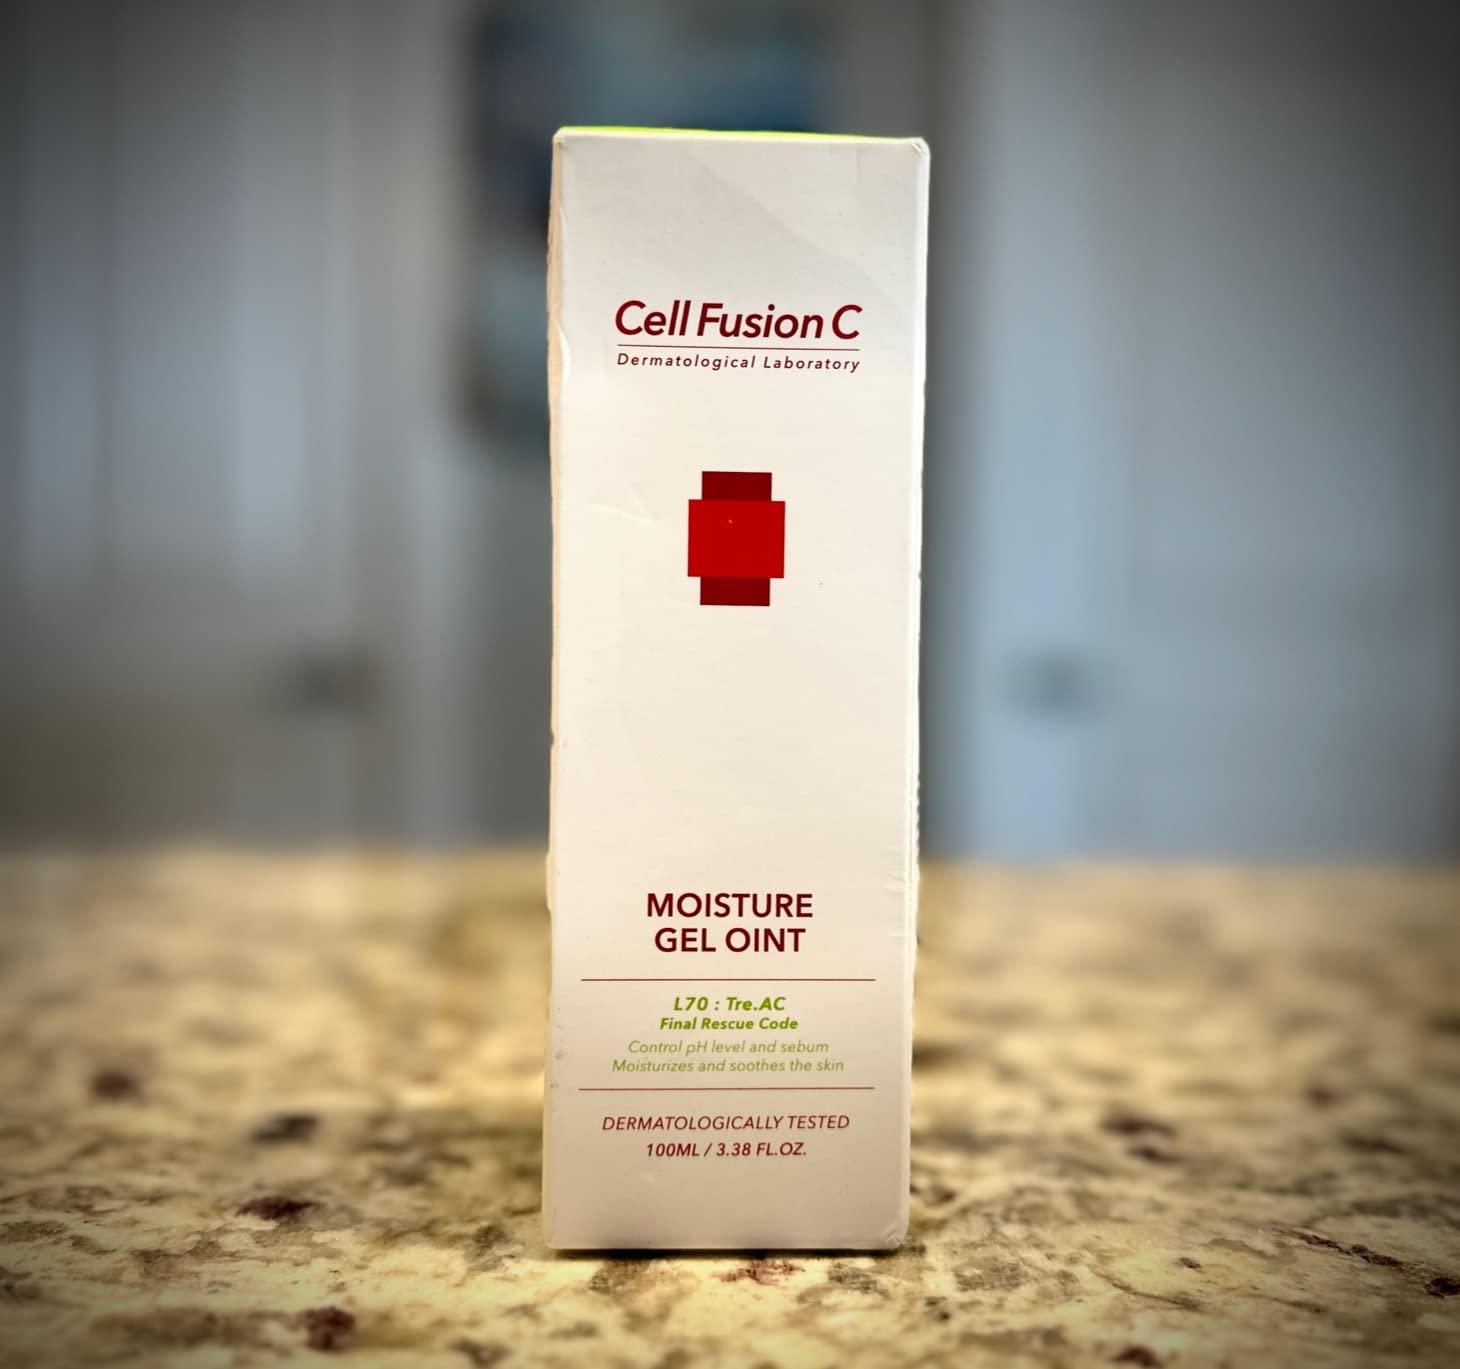 Cell Fusion C
Dermatological Laboratory
MOISTURE
GEL OINT
L70 : Tre.AC
Final Rescue Code
Control pH level and sebum
Moisturizes and soothes the skin
DERMATOLOGICALLY TESTED
100ML / 3.38 FL.OZ.